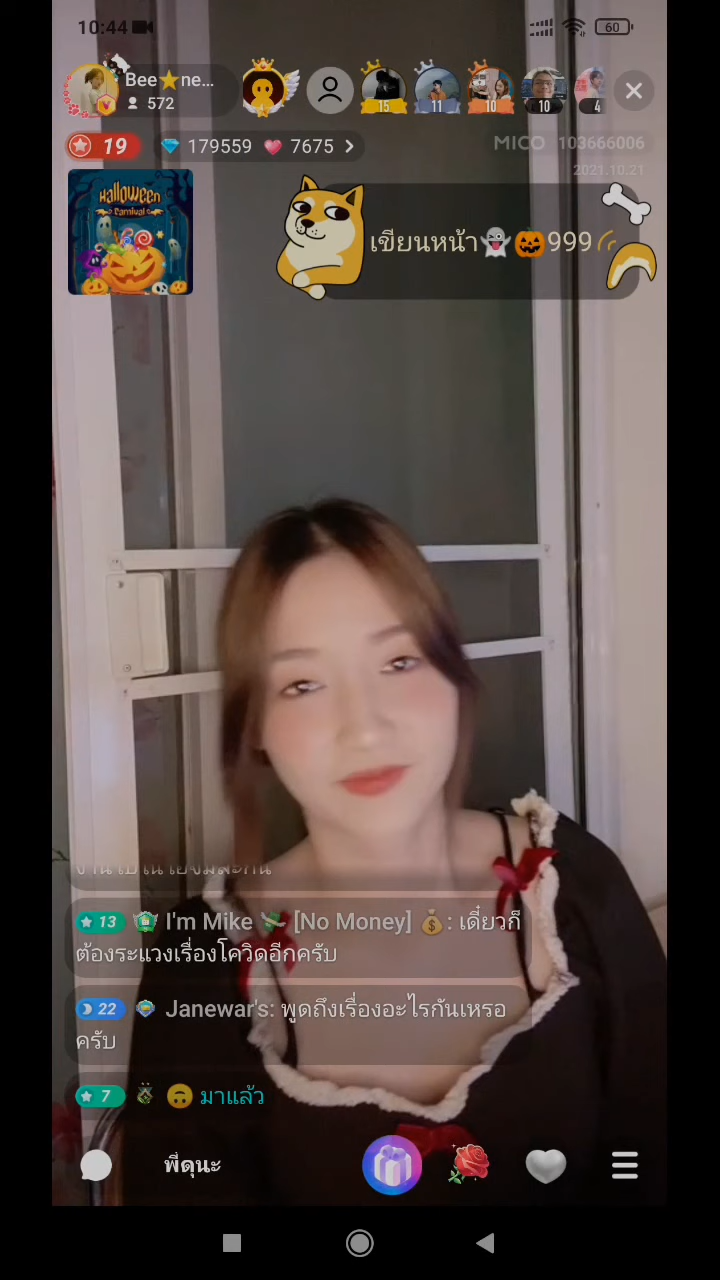 10:44
60
Bee⭐ne...
572
15
11
10
10
4
19
179559
7675
MICO 103666006
2021.10.21
Halloween
Carnival
เขียนหน้า👻🎃999
13 I'm Mike [No Money] 💰: เดี๋ยวก็
ต้องระแวงเรื่องโควิดอีกครับ
22 Janewar's: พูดถึงเรื่องอะไรกันเหรอ
ครับ
7 🙃 มาแล้ว
พี่ดุนะ